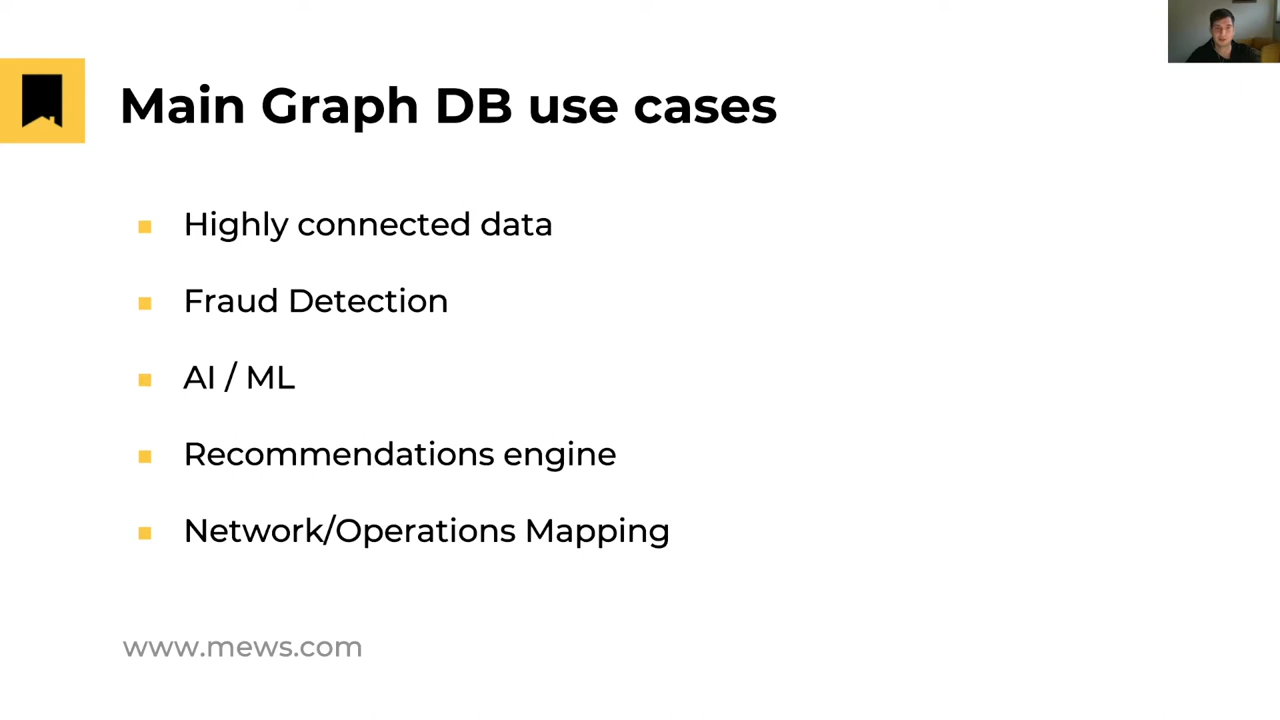 Main Graph DB use cases
Highly connected data
Fraud Detection
AI / ML
Recommendations engine
Network/Operations Mapping
www.mews.com